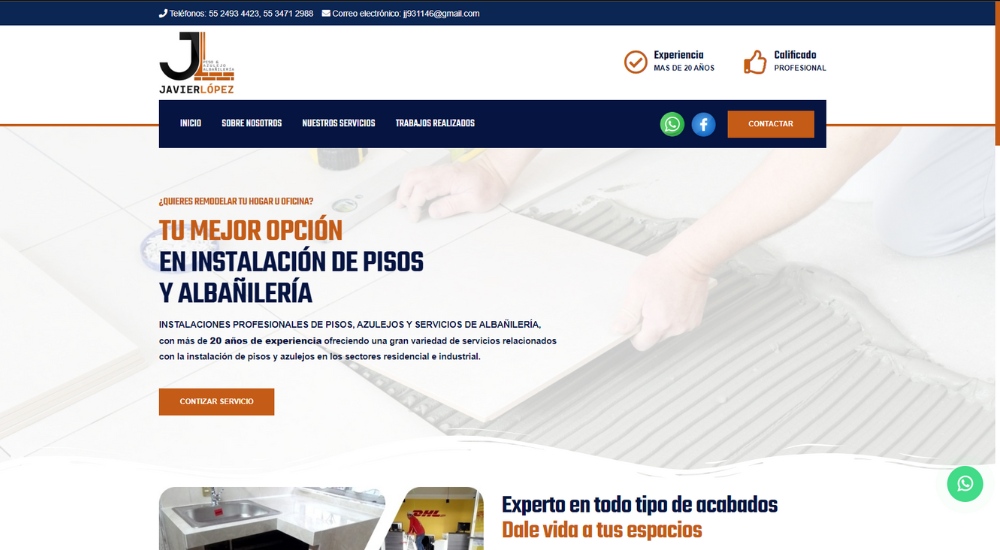 Teléfonos: 55 2493 4423, 55 3471 2988 Correo electrónico: jj931146@gmail.com
JL
PISO &
AZULEJO
ALBAÑILERÍA
JAVIERLÓPEZ
Experiencia
MAS DE 20 AÑOS
Calificado
PROFESIONAL
INICIO SOBRE NOSOTROS NUESTROS SERVICIOS TRABAJOS REALIZADOS CONTACTAR
¿QUIERES REMODELAR TU HOGAR U OFICINA?
TU MEJOR OPCIÓN
EN INSTALACIÓN DE PISOS
Y ALBAÑILERÍA
INSTALACIONES PROFESIONALES DE PISOS, AZULEJOS Y SERVICIOS DE ALBAÑILERÍA,
con más de 20 años de experiencia ofreciendo una gran variedad de servicios relacionados
con la instalación de pisos y azulejos en los sectores residencial e industrial.
CONTIZAR SERVICIO
DHL
Experto en todo tipo de acabados
Dale vida a tus espacios